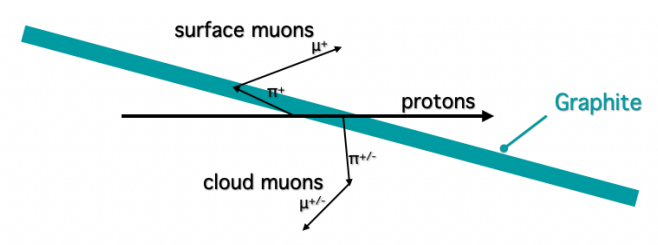 surface muons
μ+
π+
protons
Graphite
π+/-
cloud muons
μ+/-